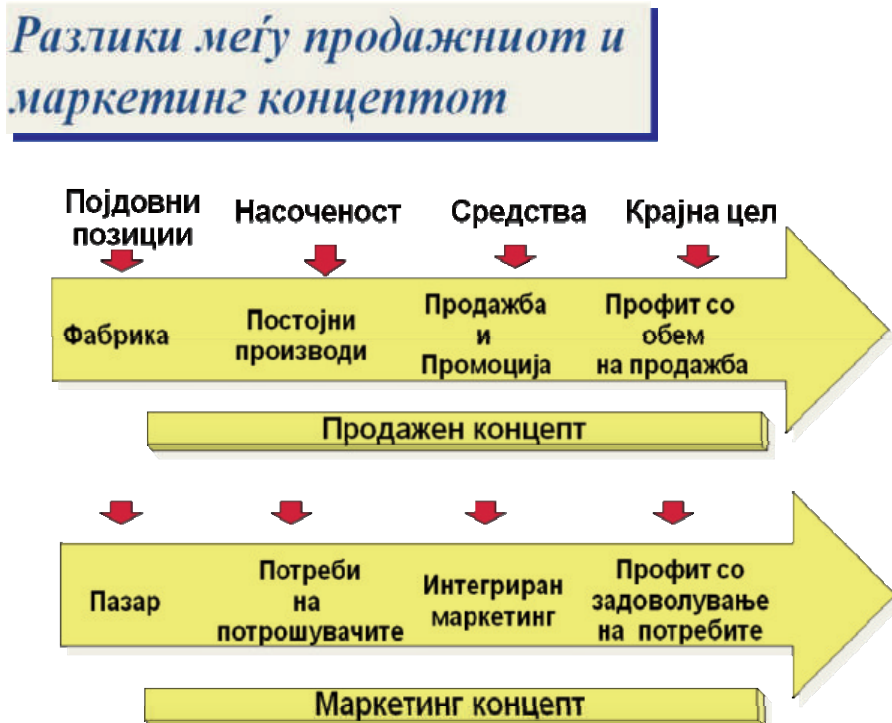 Разлики меѓу продажниот и
маркетинг концептот
Појдовни
позиции
Насоченост
Средства
Крајна цел
Фабрика
Постојни
производи
Продажба
и
Промоција
Профит со
обем
на продажба
Продажен концепт
Пазар
Потреби
на
потрошувачите
Интегриран
маркетинг
Профит со
задоволување
на потребите
Маркетинг концепт